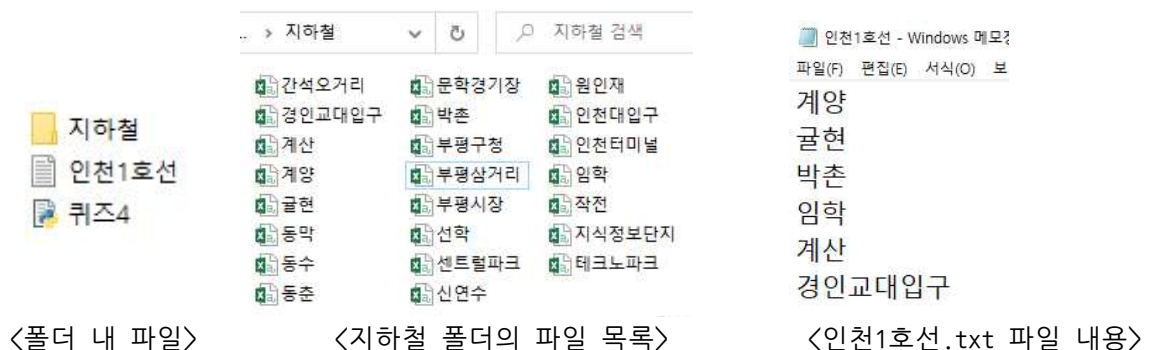 .. > 지하철 지하철 검색
간석오거리 문학경기장 원인재
경인교대입구 박촌 인천대입구
계산 부평구청 인천터미널
계양 부평삼거리 임학
귤현 부평시장 작전
동막 선학 지식정보단지
동수 센트럴파크 테크노파크
동춘 신연수
지하철
인천1호선
퀴즈4
인천1호선 - Windows 메모장
파일(F) 편집(E) 서식(O) 보
계양
귤현
박촌
임학
계산
경인교대입구
<폴더 내 파일> <지하철 폴더의 파일 목록> <인천1호선.txt 파일 내용>